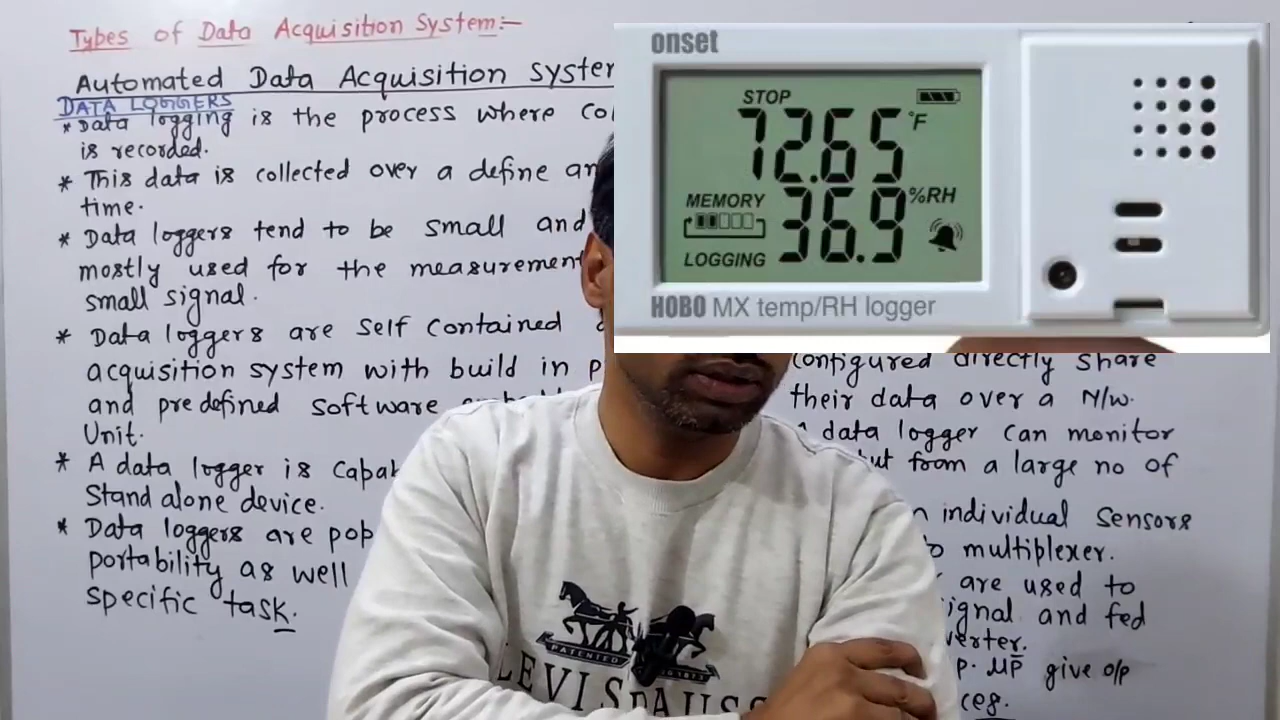 Types of Data Acquisition System:-
Automated Data Acquisition system
DATA LOGGERS
* Data logging is the process where
is recorded.
* This data is collected over a define
time.
* Data loggers tend to be small and
mostly used for the measurement
small signal.
* Data loggers are self contained
acquisition system with build in
and predefined software
Unit.
* A data logger is
Stand alone device.
* Data loggers are
portability as well
specific task.
onset
STOP
72.65 °F
MEMORY
36.9 %RH
LOGGING
HOBO MX temp/RH logger
configured directly share
their data over a N/w.
A data logger can monitor
from a large no of
individual sensors
multiplexer.
are used to
signal and fed
μP give o/p
PATENTED
LEVI STRAUSS